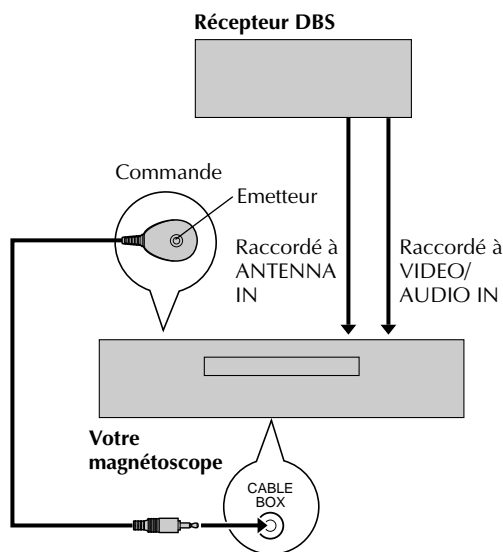 Récepteur DBS
Commande
Emetteur
Raccordé à
ANTENNA
IN
Raccordé à
VIDEO/
AUDIO IN
Votre
magnétoscope
CABLE
BOX